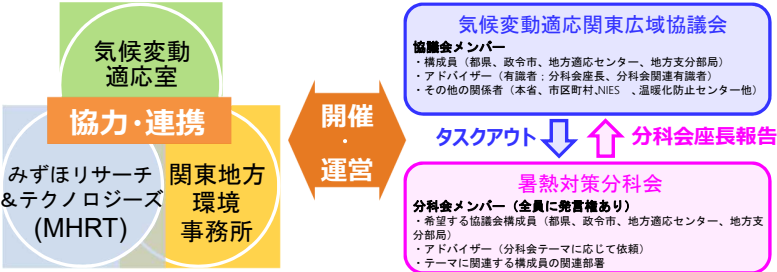 気候変動
適応室
協力・連携
みずほリサーチ
&テクノロジーズ
(MHRT)
関東地方
環境
事務所
開催
・
運営
気候変動適応関東広域協議会
協議会メンバー
・構成員（都県、政令市、地方適応センター、地方支分部局）
・アドバイザー（有識者；分科会座長、分科会関連有識者）
・その他の関係者（本省、市区町村、NIES　、温暖化防止センター他）
タスクアウト
分科会座長報告
暑熱対策分科会
分科会メンバー（全員に発言権あり）
・希望する協議会構成員（都県、政令市、地方適応センター、地方支
分部局）
・アドバイザー（分科会テーマに応じて依頼）
・テーマに関連する構成員の関連部署